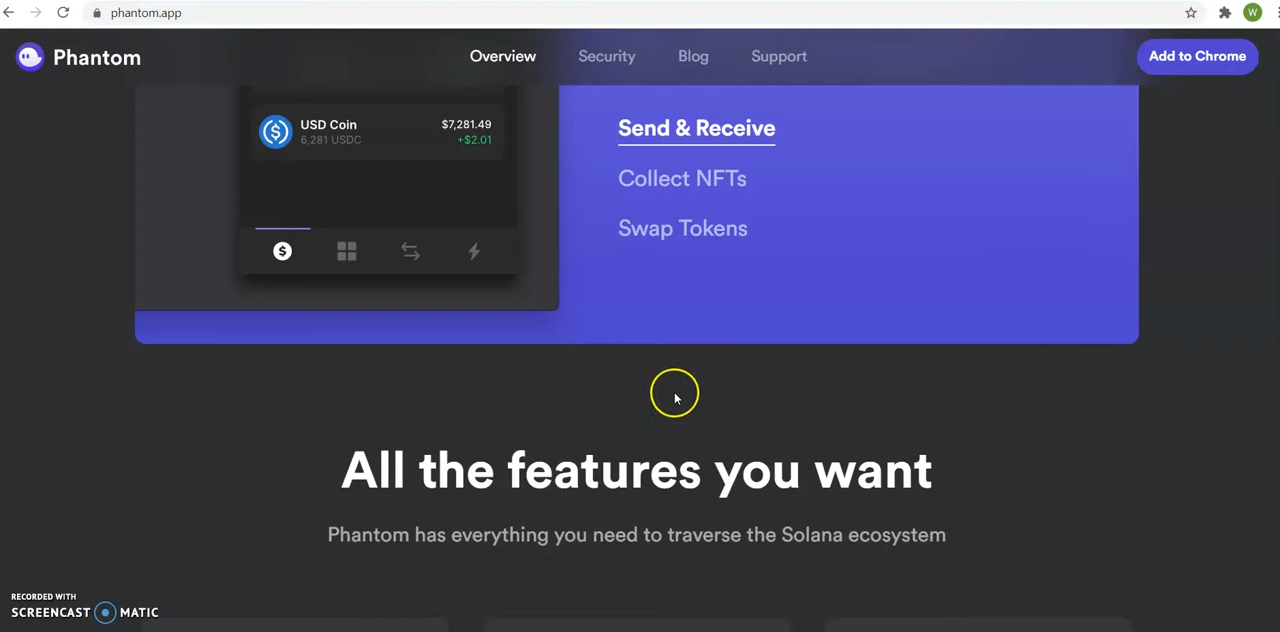 phantom.app
W
Phantom
Overview
Security
Blog
Support
Add to Chrome
USD Coin
$7,281.49
6,281 USDC
+$2.01
Send & Receive
Collect NFTs
Swap Tokens
All the features you want
Phantom has everything you need to traverse the Solana ecosystem
RECORDED WITH
SCREENCAST MATIC